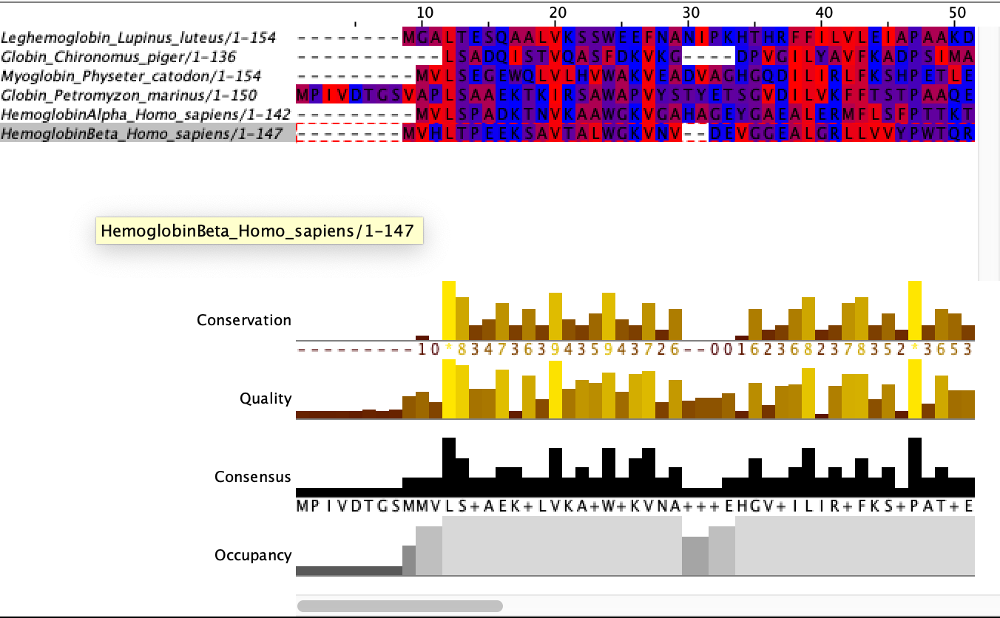 10 20 30 40 50
Leghemoglobin_Lupinus_luteus/1-154 --------MGALTESQAALVKSSWEEFNANIPKHTHRFFILVLEIAPAAKD
Globin_Chironomus_piger/1-136 -----------LSADQISTVQASFDKVKG----DPVGILYAVFKADPSIMA
Myoglobin_Physeter_catodon/1-154 ---------MVLSEGEWQLVLHVWAKVEADVAGHGQDILIRLFKSHPETLE
Globin_Petromyzon_marinus/1-150 MPIVDTGSVAPLSAAEKTKIRSAWAPVYSTYETSGVDILVKFFTSTPAAQE
HemoglobinAlpha_Homo_sapiens/1-142 ---------MVLSPADKTNVKAAWGKVGAHAGEYGAEALERMFLSFPTTKT
HemoglobinBeta_Homo_sapiens/1-147 --------MVHLTPEEKSAVTALWGKVNV--DEVGGEALGRLLVVYPWTQR
HemoglobinBeta_Homo_sapiens/1-147
Conservation
---------10*83473639435943726--001623682378352*3653
Quality
Consensus
MPIVDTGSMMVLS+AEK+LVKA+W+KVNA+++EHGV+ILIR+FKS+PAT+E
Occupancy